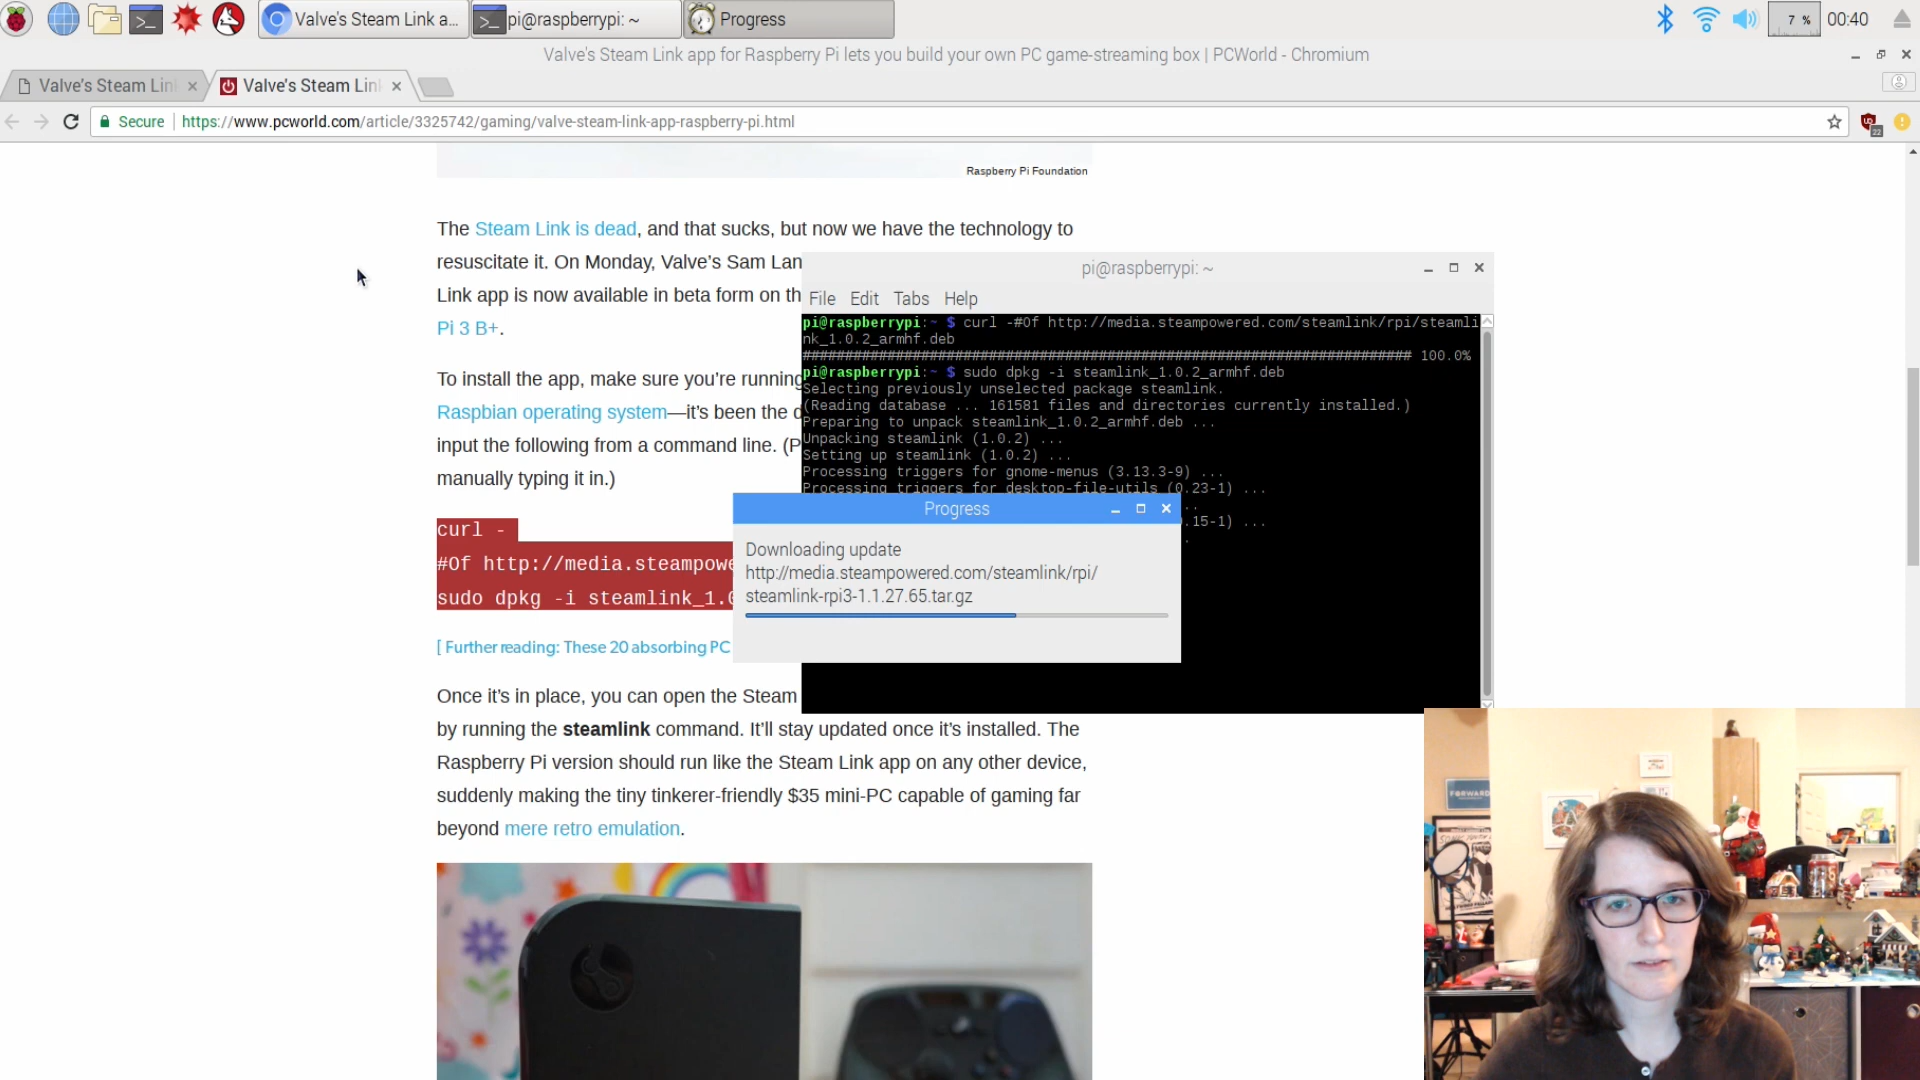 Valve's Steam Link a...
pi@raspberrypi: ~
Progress
7 %
00:40
Valve's Steam Link app for Raspberry Pi lets you build your own PC game-streaming box | PCWorld - Chromium
Valve's Steam Lin
Valve's Steam Lin
Secure
https://www.pcworld.com/article/3325742/gaming/valve-steam-link-app-raspberry-pi.html
22
Raspberry Pi Foundation
The Steam Link is dead, and that sucks, but now we have the technology to
resuscitate it. On Monday, Valve's Sam Lan
Link app is now available in beta form on th
Pi 3 B+.
To install the app, make sure you're running
Raspbian operating system—it's been the d
input the following from a command line. (P
manually typing it in.)
curl -
#Of http://media.steampowe
sudo dpkg -i steamlink_1.0
[ Further reading: These 20 absorbing PC
Once it's in place, you can open the Steam
by running the steamlink command. It'll stay updated once it's installed. The
Raspberry Pi version should run like the Steam Link app on any other device,
suddenly making the tiny tinkerer-friendly $35 mini-PC capable of gaming far
beyond mere retro emulation.
pi@raspberrypi: ~
File Edit Tabs Help
pi@raspberrypi:~ $ curl -#Of http://media.steampowered.com/steamlink/rpi/steamli
nk_1.0.2_armhf.deb
######################################################################## 100.0%
pi@raspberrypi:~ $ sudo dpkg -i steamlink_1.0.2_armhf.deb
Selecting previously unselected package steamlink.
(Reading database ... 161581 files and directories currently installed.)
Preparing to unpack steamlink_1.0.2_armhf.deb ...
Unpacking steamlink (1.0.2) ...
Setting up steamlink (1.0.2) ...
Processing triggers for gnome-menus (3.13.3-9) ...
Processing triggers for desktop-file-utils (0.23-1) ...
..
.15-1) ...
.
Progress
Downloading update
http://media.steampowered.com/steamlink/rpi/
steamlink-rpi3-1.1.27.65.tar.gz
FORWARD